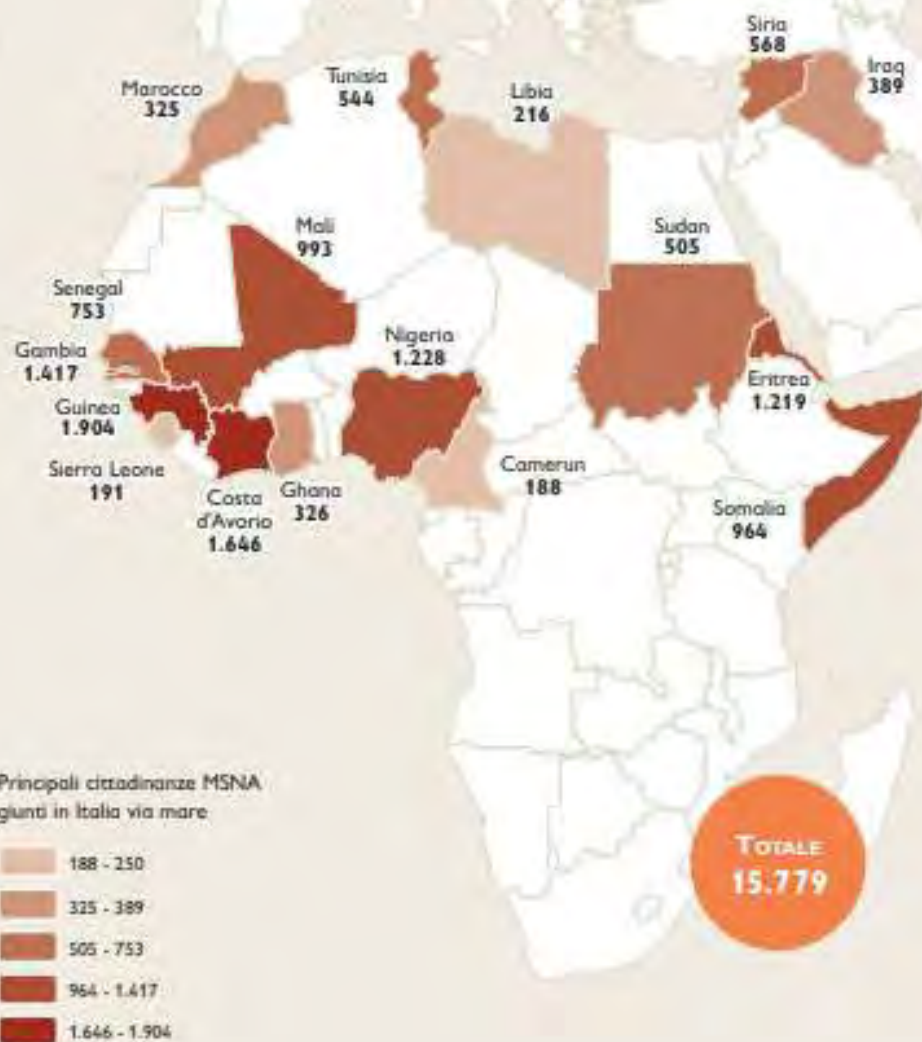 Siria
568
Iraq
389
Marocco
325
Tunisia
544
Libia
216
Mali
993
Sudan
505
Senegal
753
Nigeria
1.228
Gambia
1.417
Eritrea
1.219
Guinea
1.904
Sierra Leone
191
Costa
d'Avorio
1.646
Ghana
326
Camerun
188
Somalia
964
Principali cittadinanze MSNA
giunti in Italia via mare
188 - 250
325 - 389
505 - 753
964 - 1.417
1.646 - 1.904
TOTALE
15.779